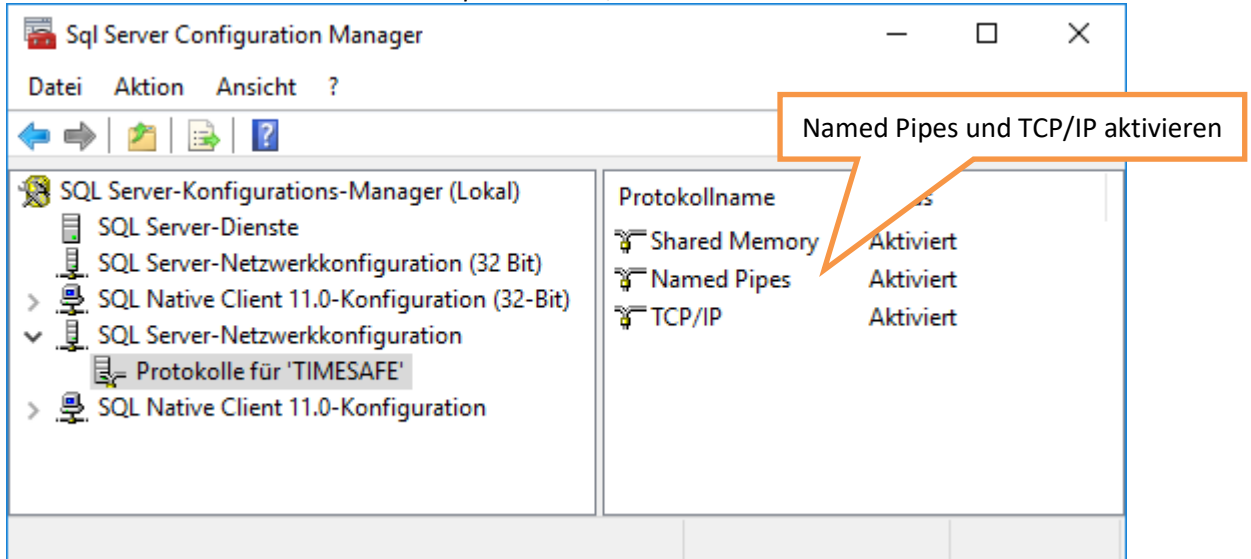 Sql Server Configuration Manager
Datei Aktion Ansicht ?
Named Pipes und TCP/IP aktivieren
SQL Server-Konfigurations-Manager (Lokal)
SQL Server-Dienste
SQL Server-Netzwerkkonfiguration (32 Bit)
SQL Native Client 11.0-Konfiguration (32-Bit)
SQL Server-Netzwerkkonfiguration
Protokolle für 'TIMESAFE'
SQL Native Client 11.0-Konfiguration
Protokollname
Shared Memory Aktiviert
Named Pipes Aktiviert
TCP/IP Aktiviert